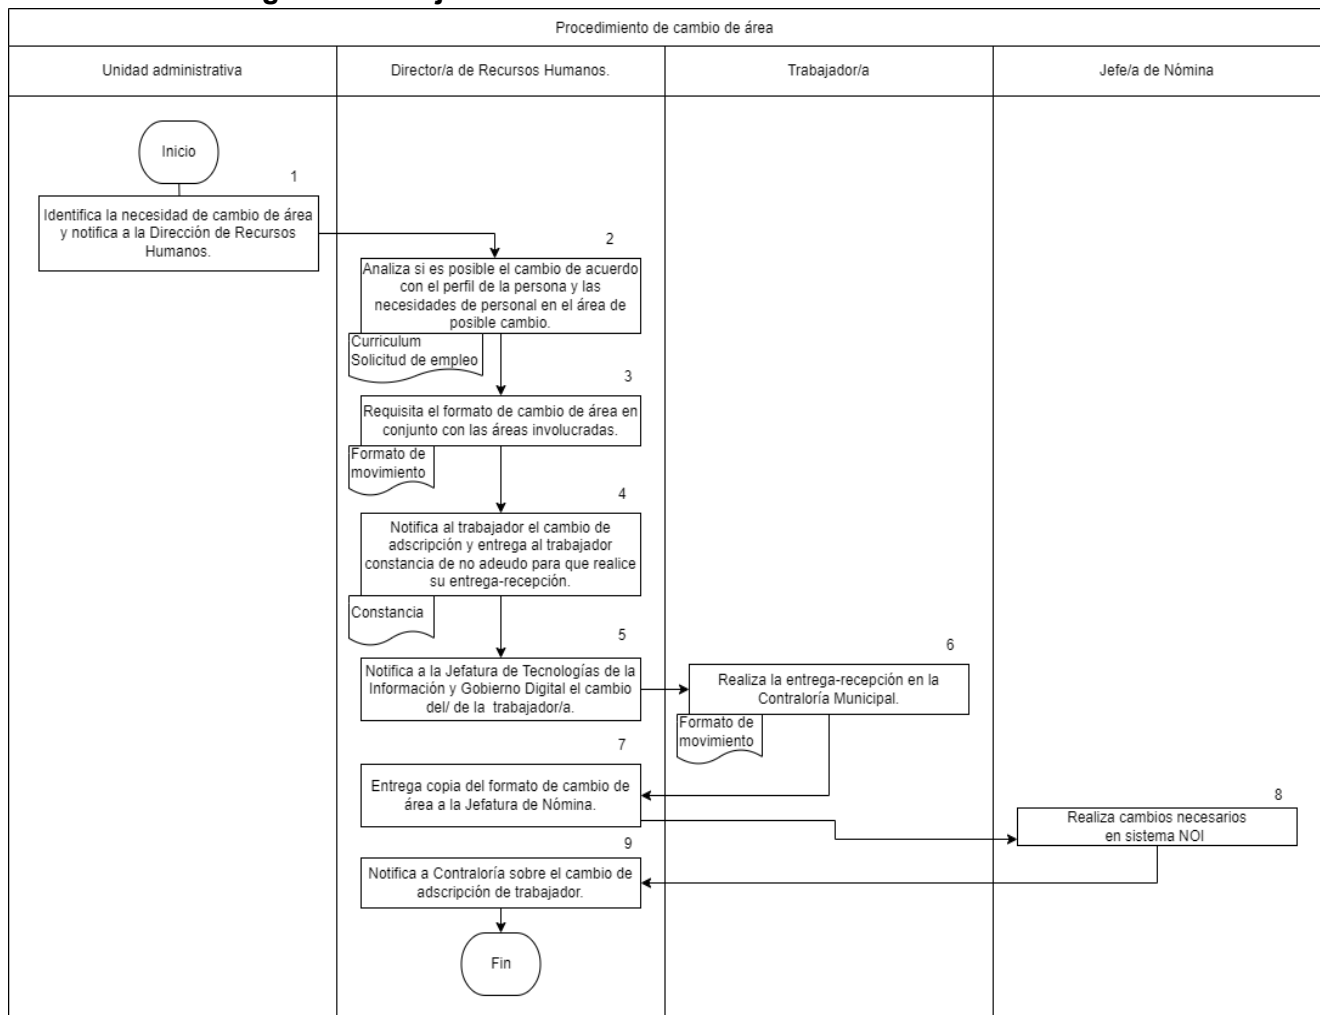 Procedimiento de cambio de área
Unidad administrativa
Director/a de Recursos Humanos.
Trabajador/a
Jefe/a de Nómina
Inicio
1
Identifica la necesidad de cambio de área
y notifica a la Dirección de Recursos
Humanos.
2
Analiza si es posible el cambio de acuerdo
con el perfil de la persona y las
necesidades de personal en el área de
posible cambio.
Curriculum
Solicitud de empleo
3
Requisita el formato de cambio de área en
conjunto con las áreas involucradas.
Formato de
movimiento
4
Notifica al trabajador el cambio de
adscripción y entrega al trabajador
constancia de no adeudo para que realice
su entrega-recepción.
Constancia
5
Notifica a la Jefatura de Tecnologías de la
Información y Gobierno Digital el cambio
del/ de la trabajador/a.
6
Realiza la entrega-recepción en la
Contraloría Municipal.
Formato de
movimiento
7
Entrega copia del formato de cambio de
área a la Jefatura de Nómina.
8
Realiza cambios necesarios
en sistema NOI
9
Notifica a Contraloría sobre el cambio de
adscripción de trabajador.
Fin